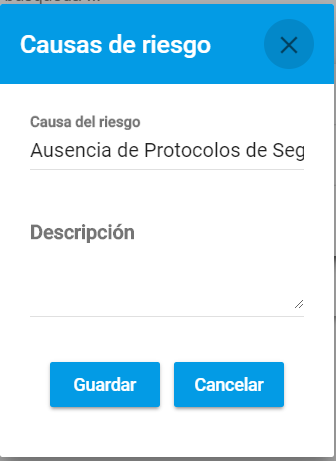 Causas de riesgo
Causa del riesgo
Ausencia de Protocolos de Seg
Descripción
Guardar
Cancelar